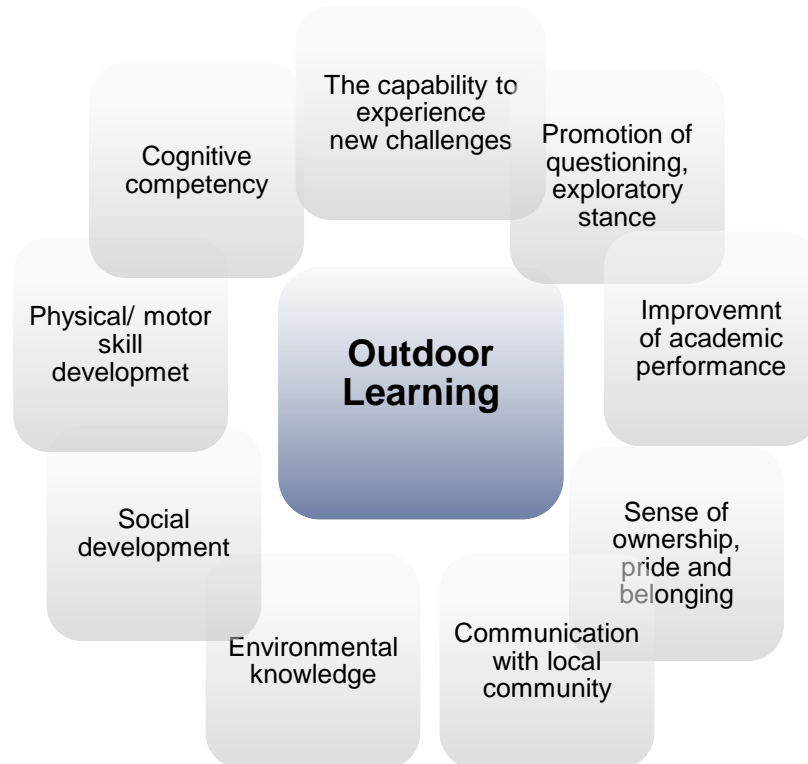 The capability to
experience
new challenges
Promotion of
questioning,
exploratory
stance
Improvemnt
of academic
performance
Sense of
ownership,
pride and
belonging
Communication
with local
community
Environmental
knowledge
Social
development
Physical/ motor
skill
developmet
Cognitive
competency
Outdoor
Learning